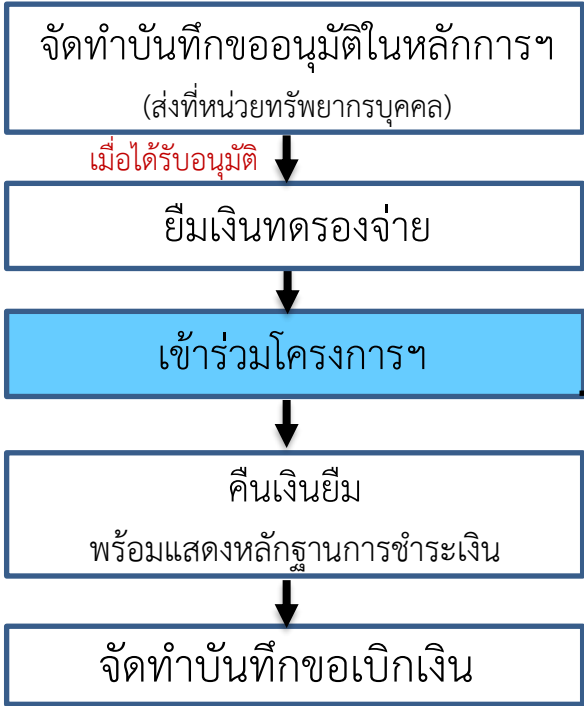 จัดทำบันทึกขออนุมัติในหลักการฯ
(ส่งที่หน่วยทรัพยากรบุคคล)
เมื่อได้รับอนุมัติ
ยืมเงินทดรองจ่าย
เข้าร่วมโครงการฯ
คืนเงินยืม
พร้อมแสดงหลักฐานการชำระเงิน
จัดทำบันทึกขอเบิกเงิน